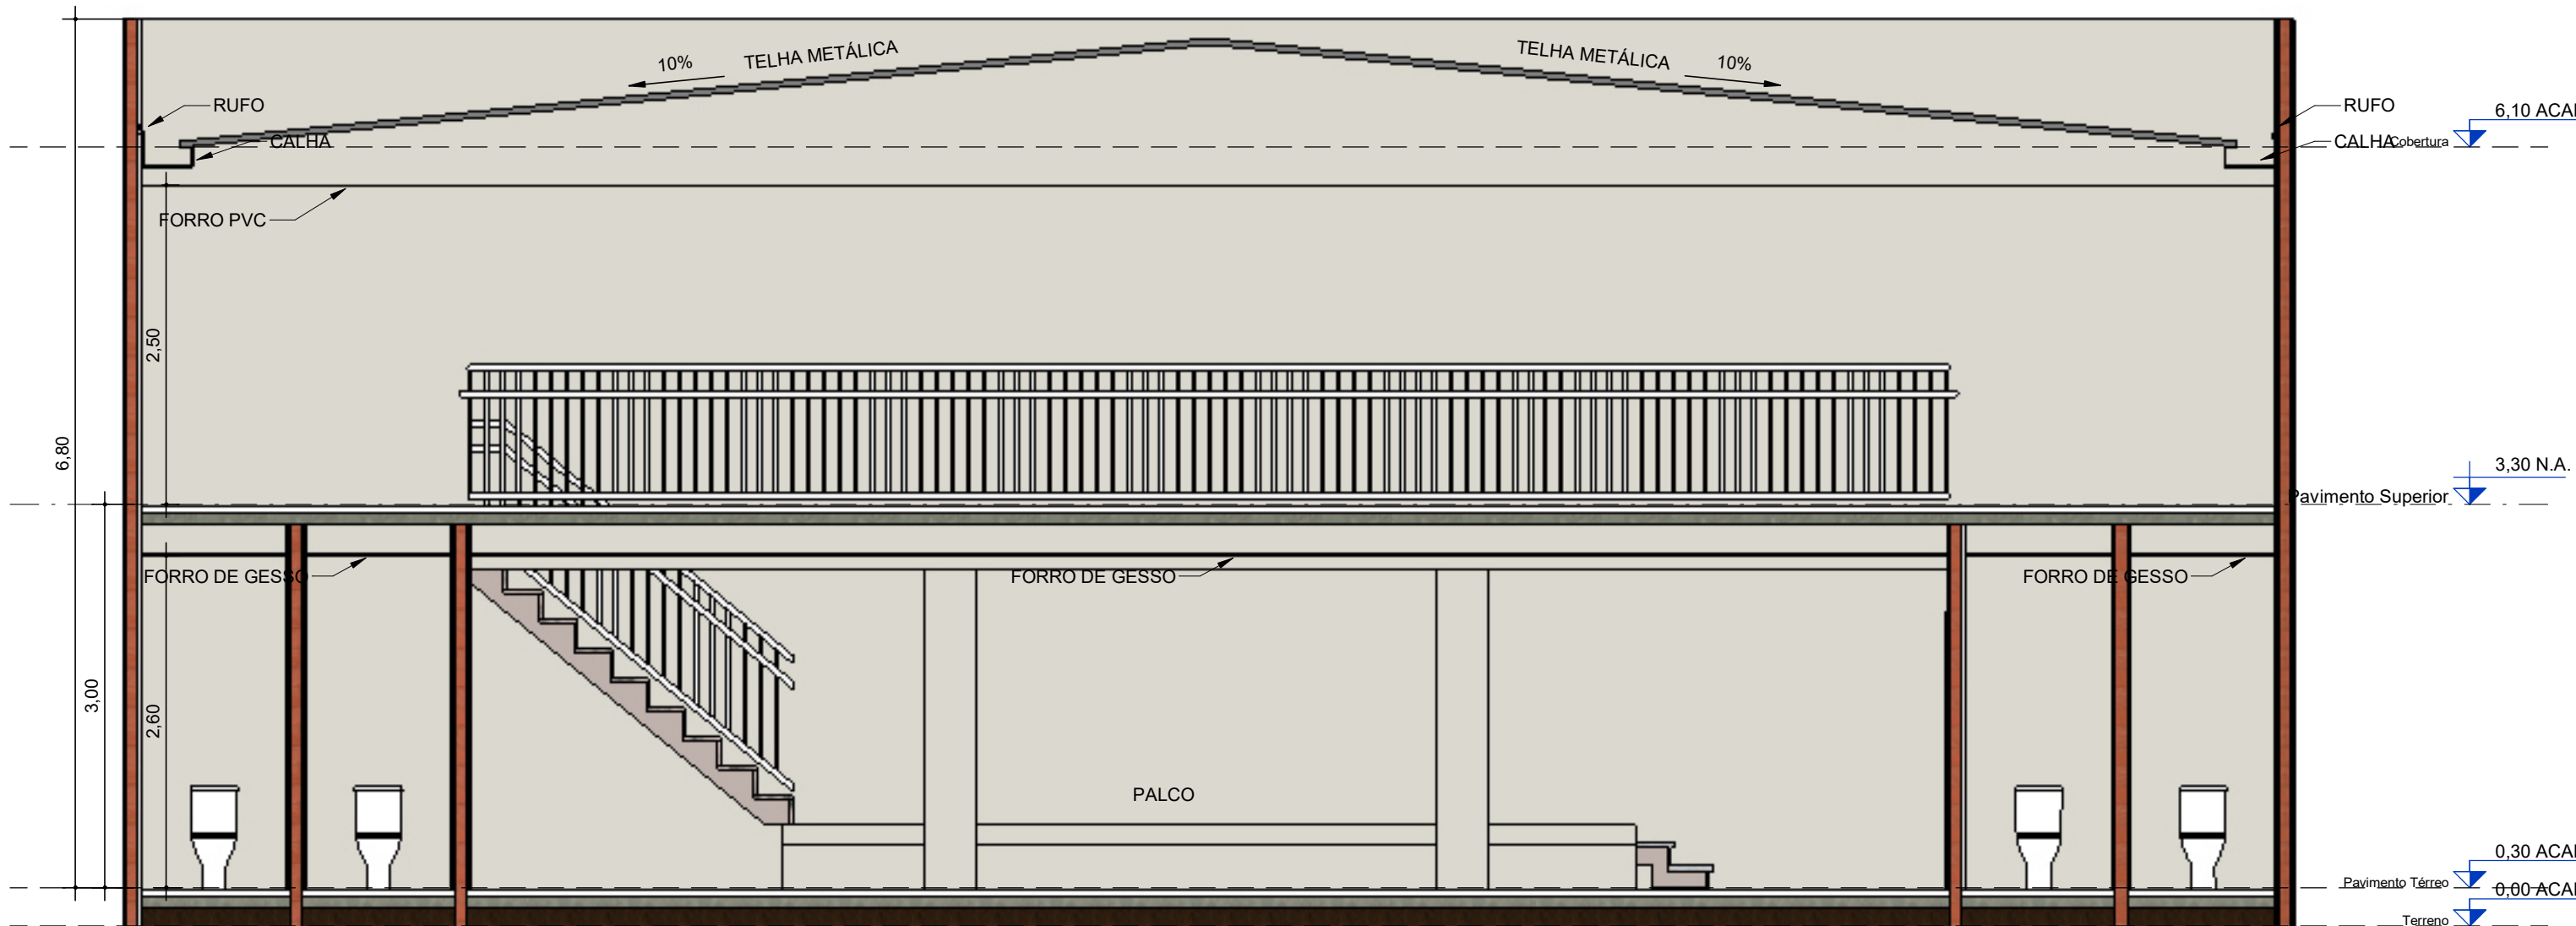 10% TELHA METÁLICA
TELHA METÁLICA 10%
RUFO
RUFO
6,10 ACA
CALHA
CALHA
Cobertura
FORRO PVC
2,50
6,80
3,30 N.A.
Pavimento Superior
FORRO DE GESSO
FORRO DE GESSO
FORRO DE GESSO
3,00
2,60
PALCO
0,30 ACA
Pavimento Térreo
0,00 ACA
Terreno